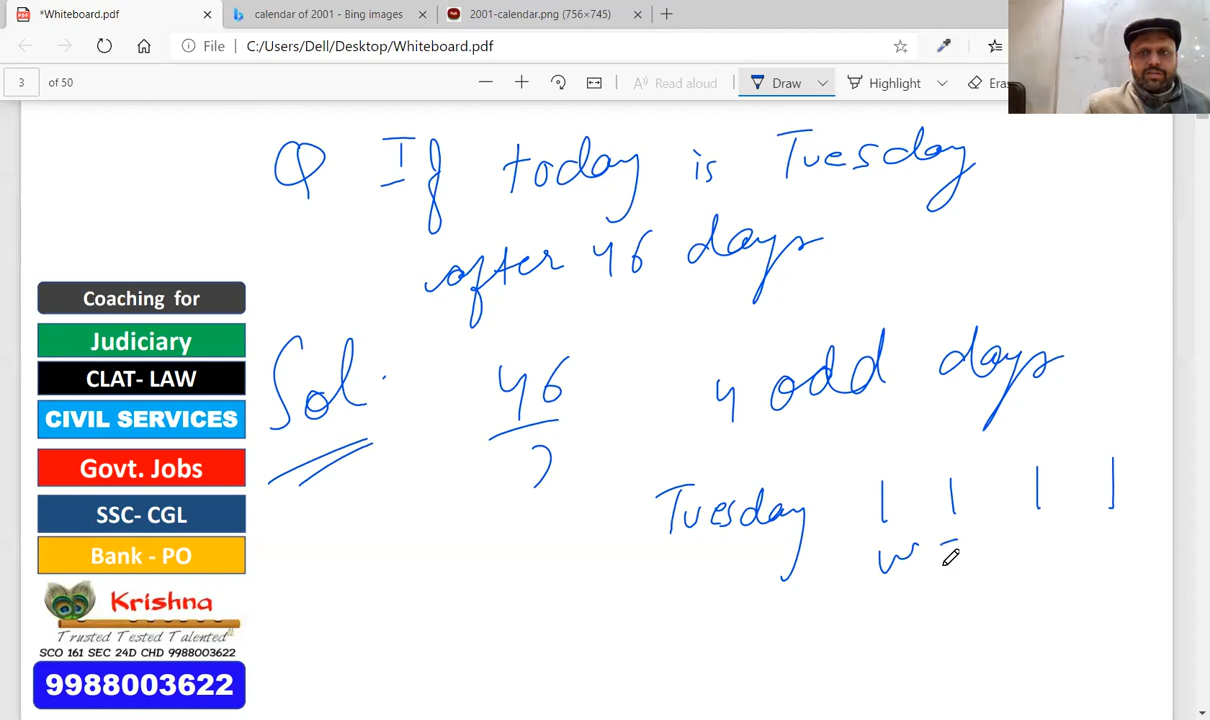 *Whiteboard.pdf
calendar of 2001 - Bing images
2001-calendar.png (756×745)
File
C:/Users/Dell/Desktop/Whiteboard.pdf
3 of 50
Read aloud
Draw
Highlight
Eras
Q If today is Tuesday
after 46 days
Sol.
46
7
4 odd days
Tuesday | | | |
W T
Coaching for
Judiciary
CLAT- LAW
CIVIL SERVICES
Govt. Jobs
SSC- CGL
Bank - PO
Krishna
Trusted Tested Talented
SCO 161 SEC 24D CHD 9988003622
9988003622